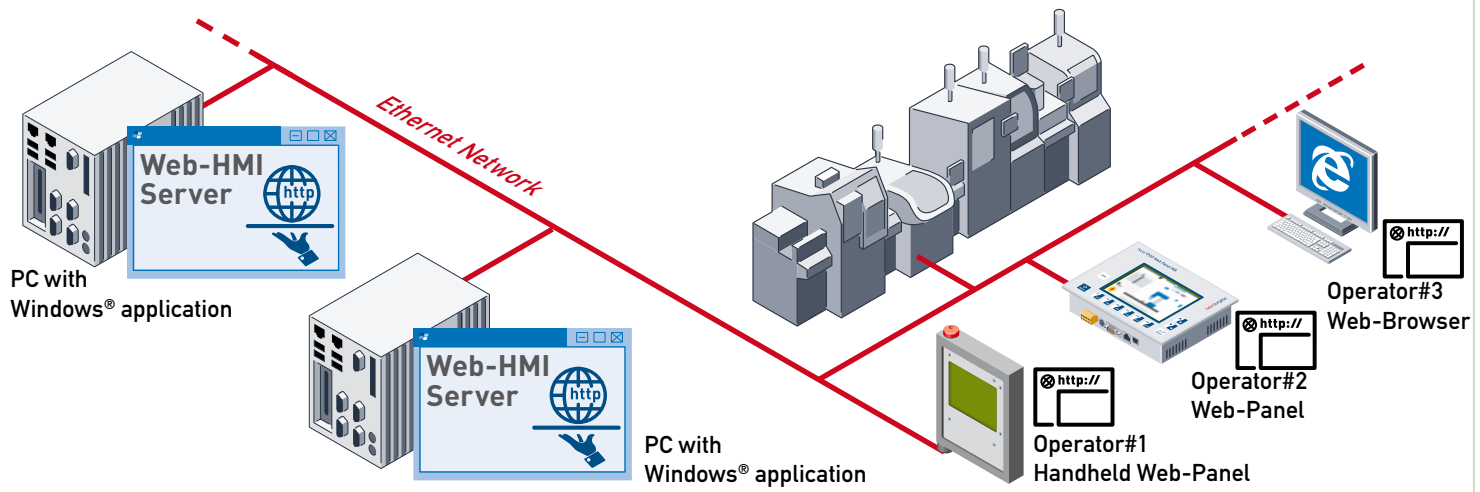 Ethernet Network
Web-HMI
Server
http
PC with
Windows® application
Web-HMI
Server
http
PC with
Windows® application
http://
Operator#1
Handheld Web-Panel
http://
Operator#2
Web-Panel
http://
Operator#3
Web-Browser